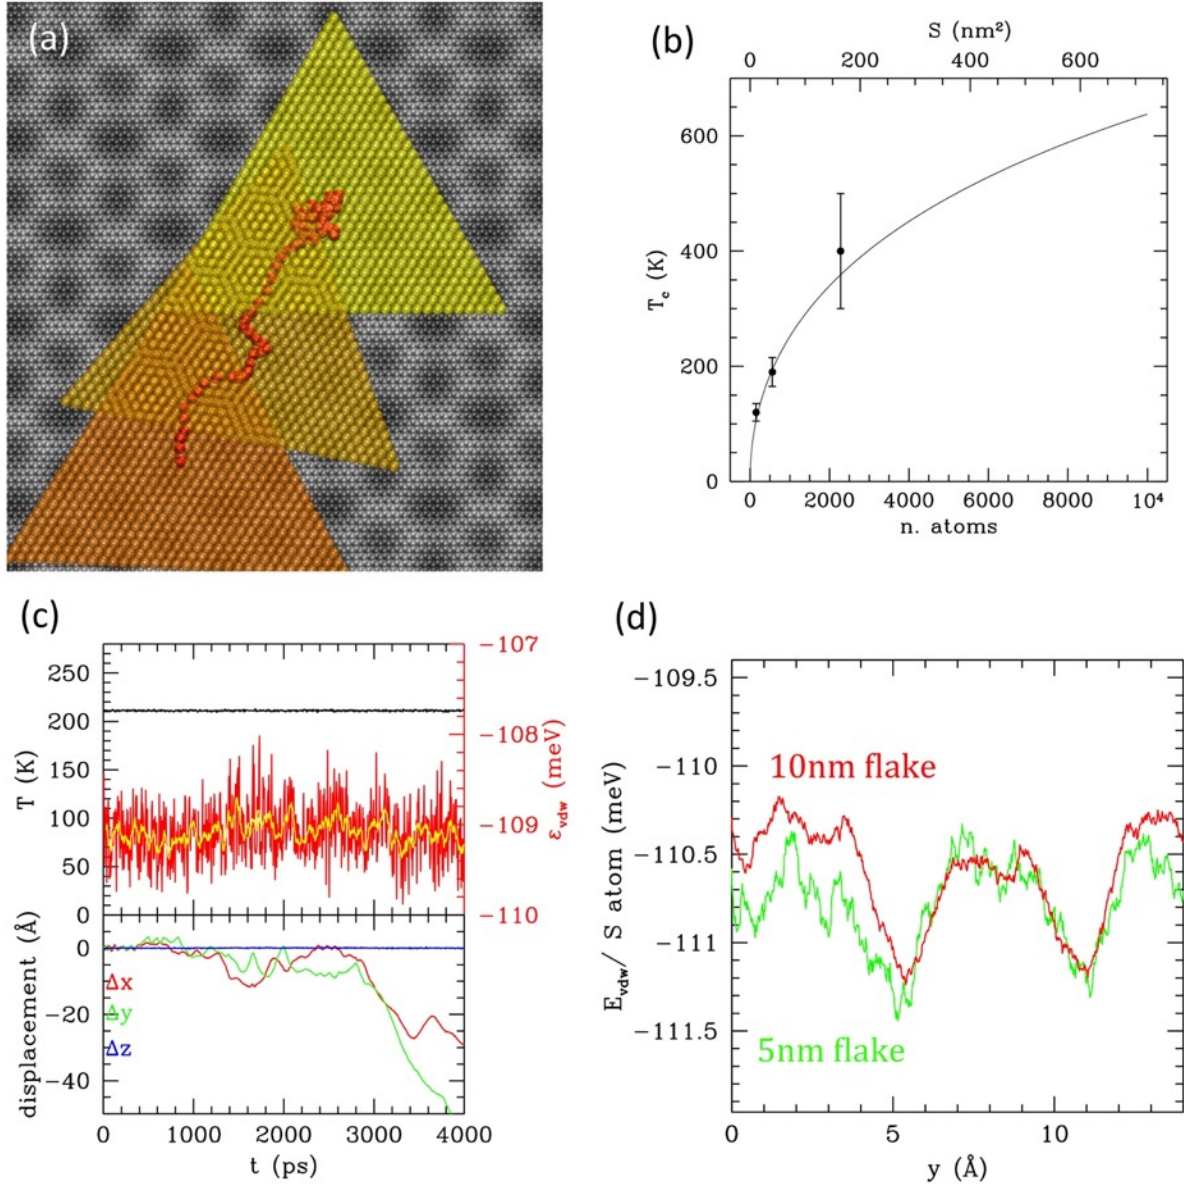 (a)
(b)
S (nm²)
0 200 400 600
600
400
200
0
T_c (K)
0 2000 4000 6000 8000 10⁴
n. atoms
(c)
250
200
150
100
50
0
T (K)
−107
−108
−109
−110
ε_vdw (meV)
0
−20
−40
displacement (Å)
Δx
Δy
Δz
0 1000 2000 3000 4000
t (ps)
(d)
−109.5
−110
−110.5
−111
−111.5
E_vdw/ S atom (meV)
10nm flake
5nm flake
0 5 10
y (Å)